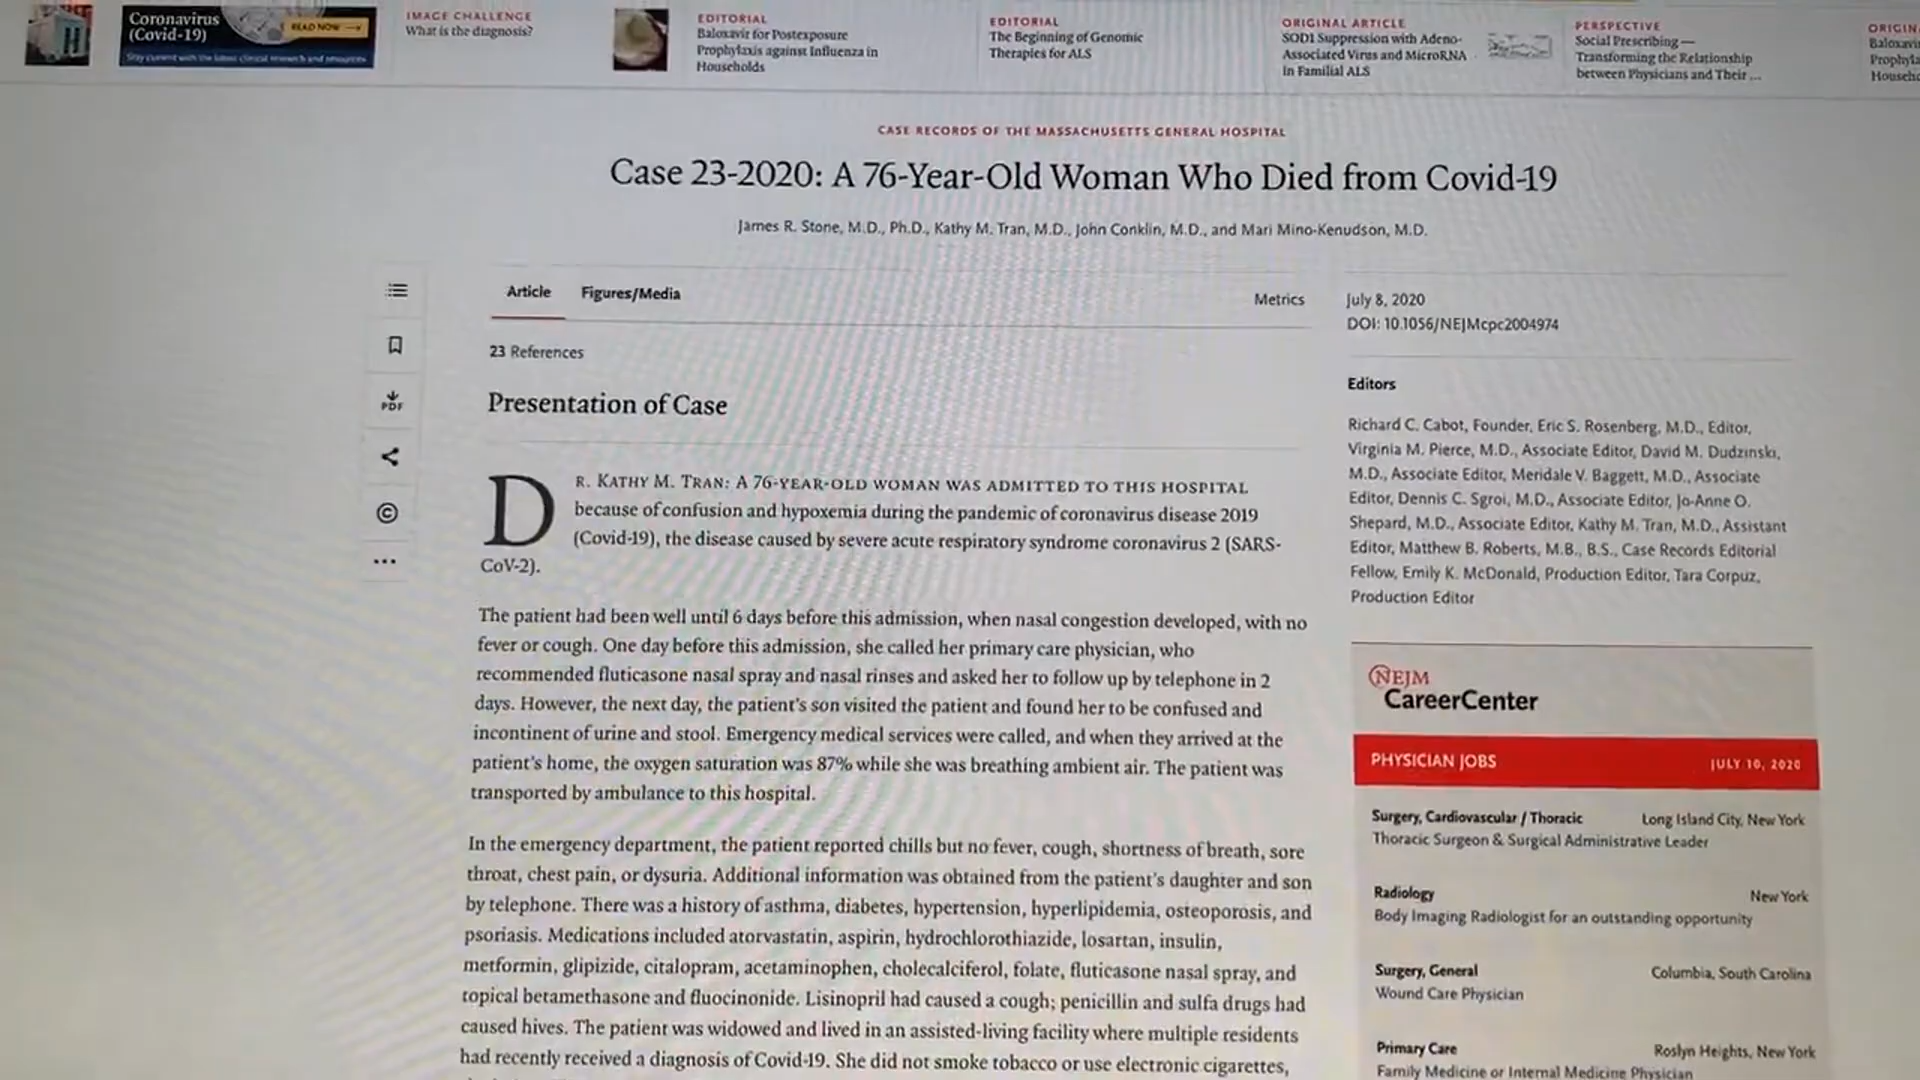 Coronavirus
(Covid-19)
READ NOW
Stay current with the latest clinical research and resources
IMAGE CHALLENGE
What is the diagnosis?
EDITORIAL
Baloxavir for Postexposure
Prophylaxis against Influenza in
Households
EDITORIAL
The Beginning of Genomic
Therapies for ALS
ORIGINAL ARTICLE
SOD1 Suppression with Adeno-
Associated Virus and MicroRNA
in Familial ALS
PERSPECTIVE
Social Prescribing —
Transforming the Relationship
between Physicians and Their ...
CASE RECORDS OF THE MASSACHUSETTS GENERAL HOSPITAL
Case 23-2020: A 76-Year-Old Woman Who Died from Covid-19
James R. Stone, M.D., Ph.D., Kathy M. Tran, M.D., John Conklin, M.D., and Mari Mino-Kenudson, M.D.
Article Figures/Media Metrics
PDF
23 References
Presentation of Case
DR. KATHY M. TRAN: A 76-YEAR-OLD WOMAN WAS ADMITTED TO THIS HOSPITAL
because of confusion and hypoxemia during the pandemic of coronavirus disease 2019
(Covid-19), the disease caused by severe acute respiratory syndrome coronavirus 2 (SARS-
CoV-2).
The patient had been well until 6 days before this admission, when nasal congestion developed, with no
fever or cough. One day before this admission, she called her primary care physician, who
recommended fluticasone nasal spray and nasal rinses and asked her to follow up by telephone in 2
days. However, the next day, the patient's son visited the patient and found her to be confused and
incontinent of urine and stool. Emergency medical services were called, and when they arrived at the
patient's home, the oxygen saturation was 87% while she was breathing ambient air. The patient was
transported by ambulance to this hospital.
In the emergency department, the patient reported chills but no fever, cough, shortness of breath, sore
throat, chest pain, or dysuria. Additional information was obtained from the patient's daughter and son
by telephone. There was a history of asthma, diabetes, hypertension, hyperlipidemia, osteoporosis, and
psoriasis. Medications included atorvastatin, aspirin, hydrochlorothiazide, losartan, insulin,
metformin, glipizide, citalopram, acetaminophen, cholecalciferol, folate, fluticasone nasal spray, and
topical betamethasone and fluocinonide. Lisinopril had caused a cough; penicillin and sulfa drugs had
caused hives. The patient was widowed and lived in an assisted-living facility where multiple residents
had recently received a diagnosis of Covid-19. She did not smoke tobacco or use electronic cigarettes,
July 8, 2020
DOI: 10.1056/NEJMcpc2004974
Editors
Richard C. Cabot, Founder, Eric S. Rosenberg, M.D., Editor,
Virginia M. Pierce, M.D., Associate Editor, David M. Dudzinski,
M.D., Associate Editor, Meridale V. Baggett, M.D., Associate
Editor, Dennis C. Sgroi, M.D., Associate Editor, Jo-Anne O.
Shepard, M.D., Associate Editor, Kathy M. Tran, M.D., Assistant
Editor, Matthew B. Roberts, M.B., B.S., Case Records Editorial
Fellow, Emily K. McDonald, Production Editor, Tara Corpuz,
Production Editor
NEJM
CareerCenter
PHYSICIAN JOBS JULY 10, 2020
Surgery, Cardiovascular / Thoracic Long Island City, New York
Thoracic Surgeon & Surgical Administrative Leader
Radiology New York
Body Imaging Radiologist for an outstanding opportunity
Surgery, General Columbia, South Carolina
Wound Care Physician
Primary Care Roslyn Heights, New York
Family Medicine or Internal Medicine Physician